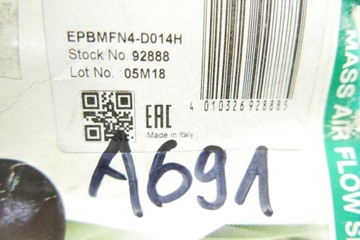 EPBMFN4-D014H
Stock No. 92888
Lot No. : 05M18
4 010326 928885
EAC
Made in Italy
A691
MASS AIR FLOW S